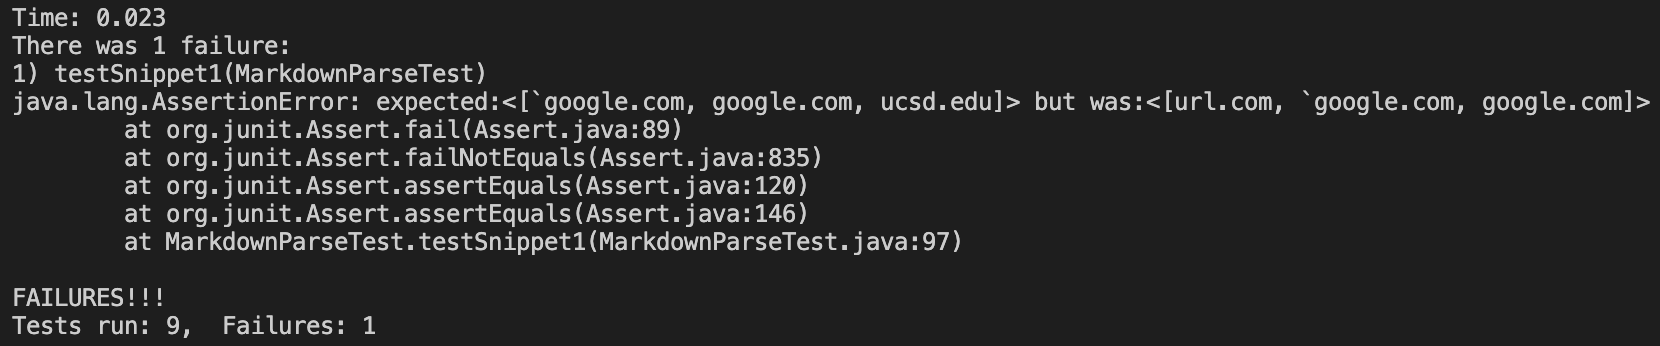 Time: 0.023
There was 1 failure:
1) testSnippet1(MarkdownParseTest)
java.lang.AssertionError: expected:<[`google.com, google.com, ucsd.edu]> but was:<[url.com, `google.com, google.com]>
        at org.junit.Assert.fail(Assert.java:89)
        at org.junit.Assert.failNotEquals(Assert.java:835)
        at org.junit.Assert.assertEquals(Assert.java:120)
        at org.junit.Assert.assertEquals(Assert.java:146)
        at MarkdownParseTest.testSnippet1(MarkdownParseTest.java:97)

FAILURES!!!
Tests run: 9,  Failures: 1